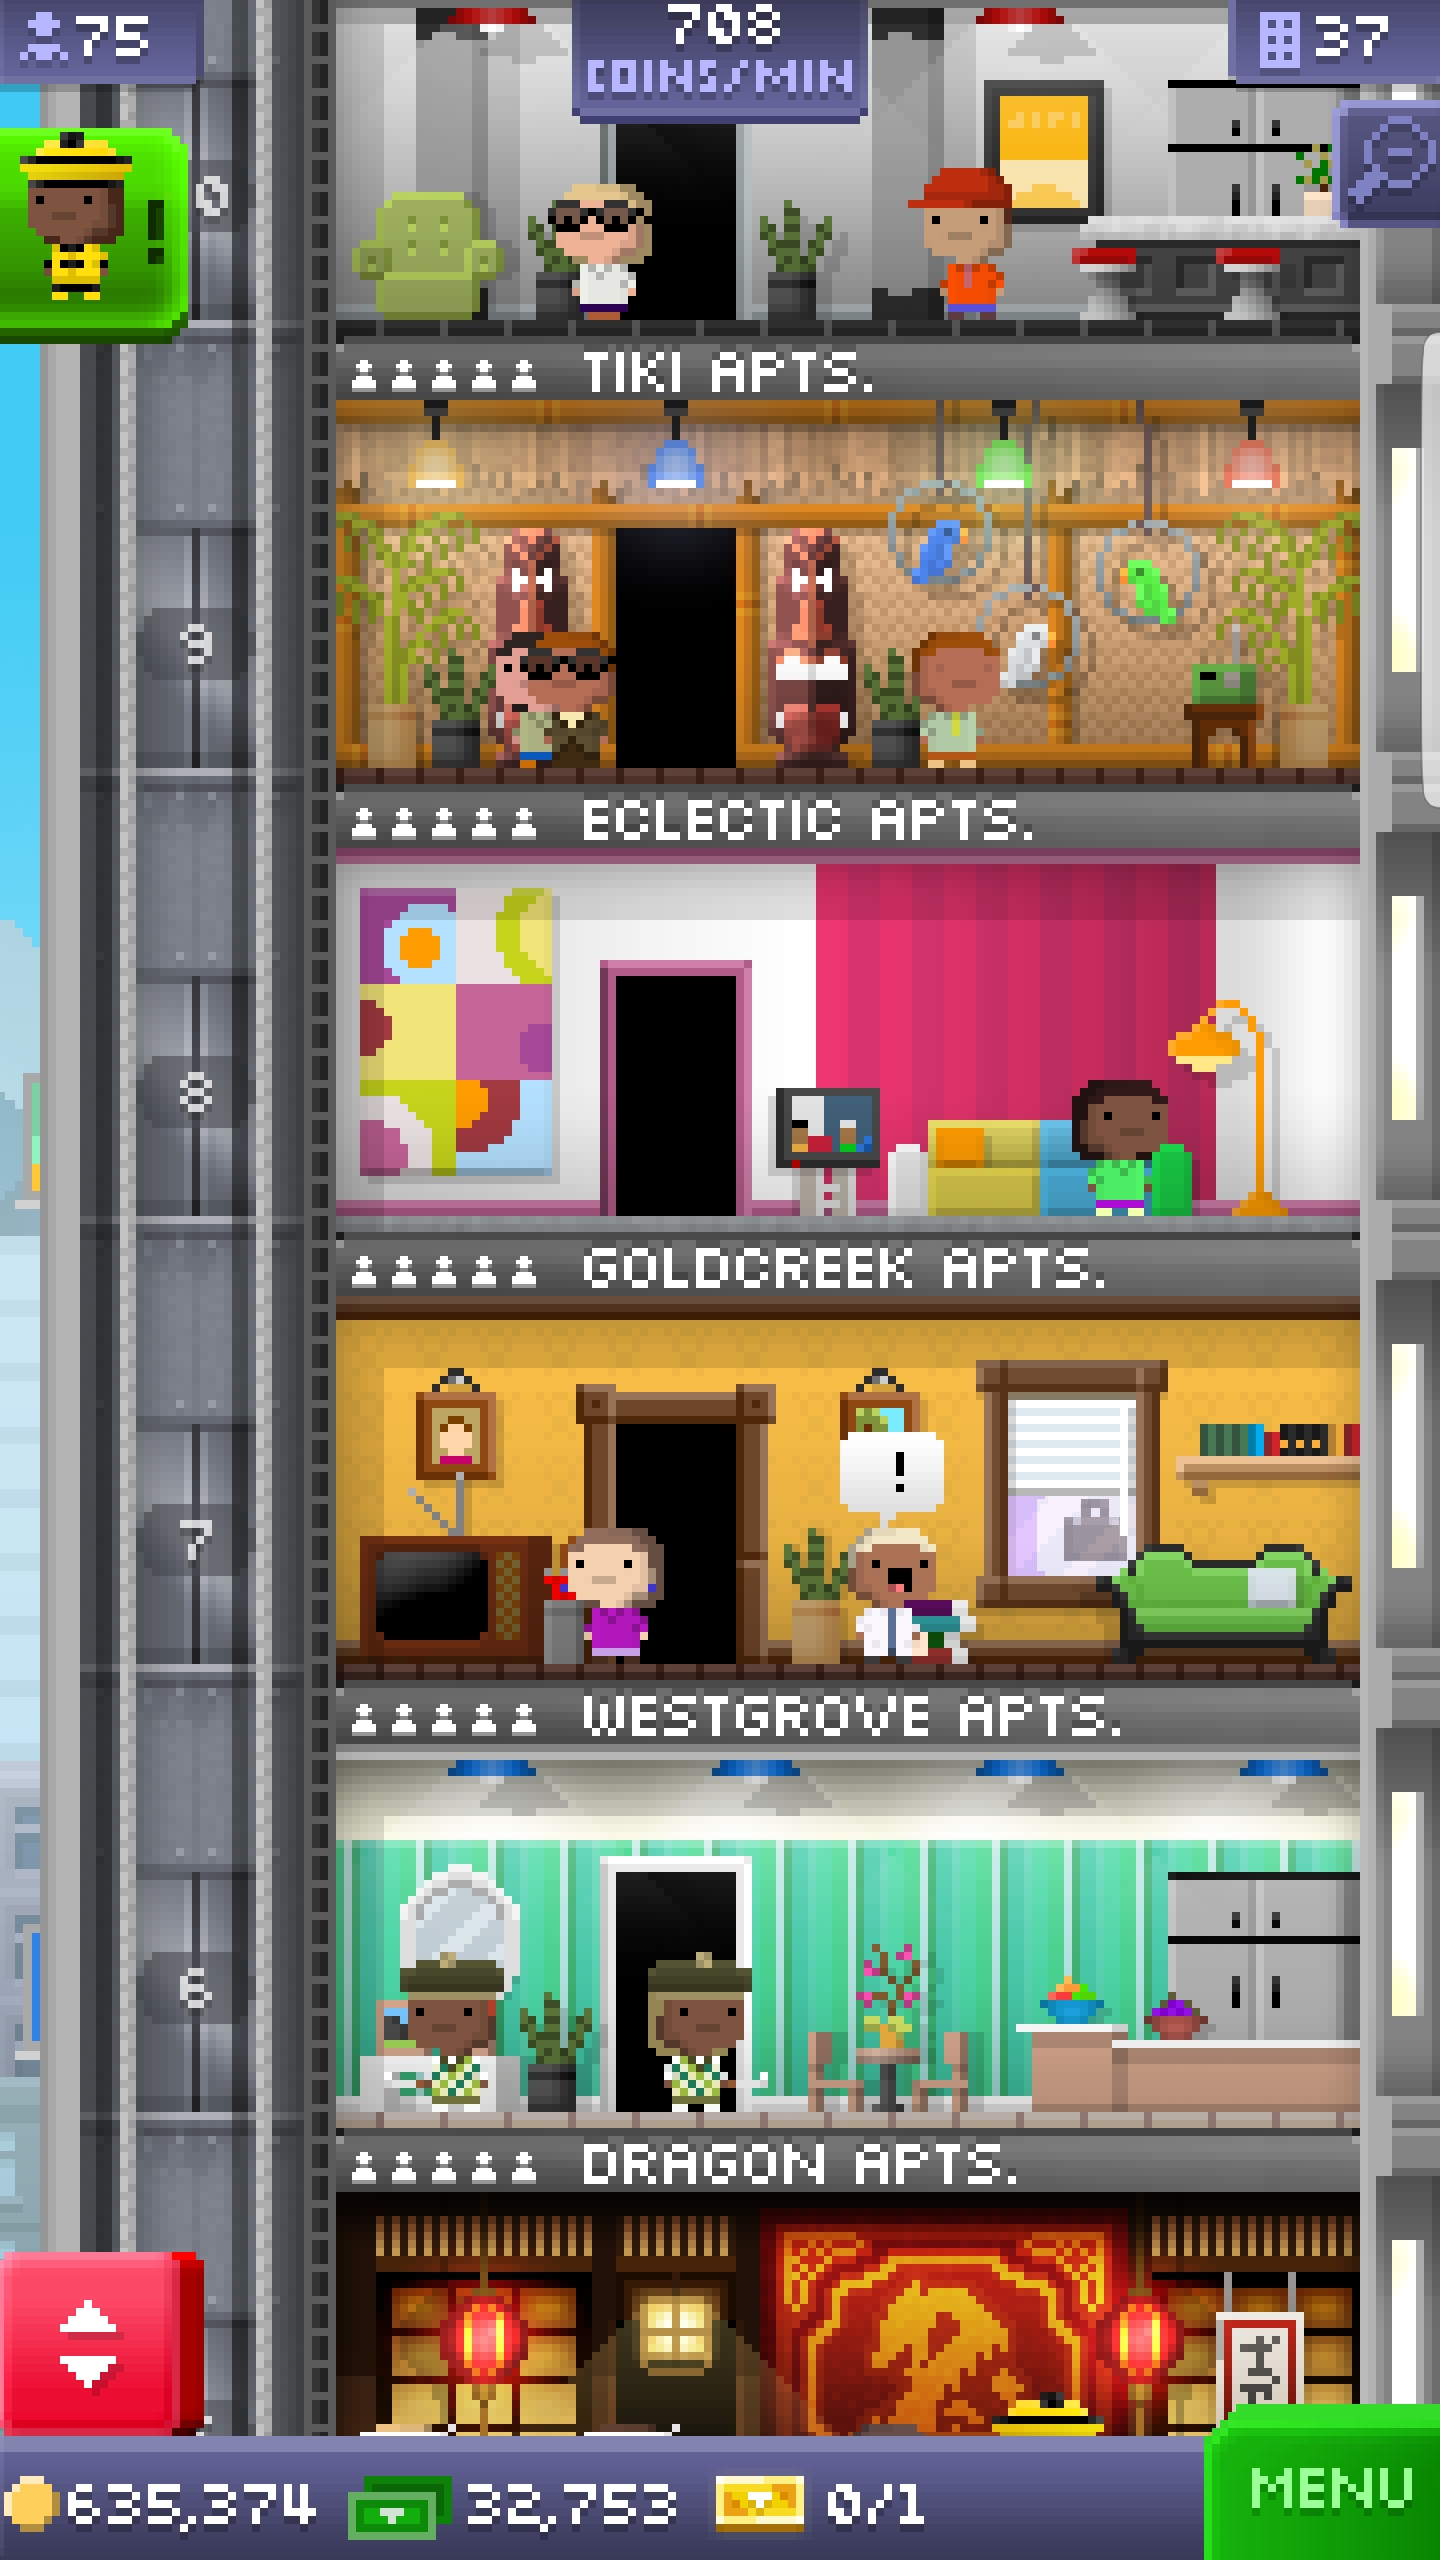 75
708
COINS/MIN
37
!
0
TIKI APTS.
9
ECLECTIC APTS.
8
GOLDCREEK APTS.
!
7
WESTGROVE APTS.
6
DRAGON APTS.
635,374
32,753
0/1
MENU